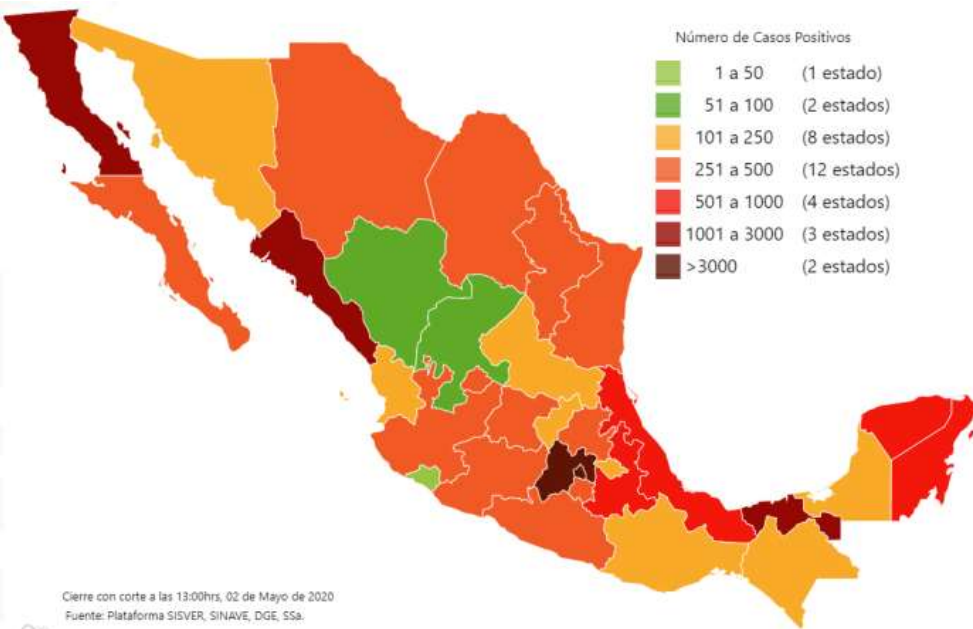 Número de Casos Positivos
1 a 50 (1 estado)
51 a 100 (2 estados)
101 a 250 (8 estados)
251 a 500 (12 estados)
501 a 1000 (4 estados)
1001 a 3000 (3 estados)
>3000 (2 estados)
Cierre con corte a las 13:00hrs, 02 de Mayo de 2020
Fuente: Plataforma SISVER, SINAVE, DGE, SSa.